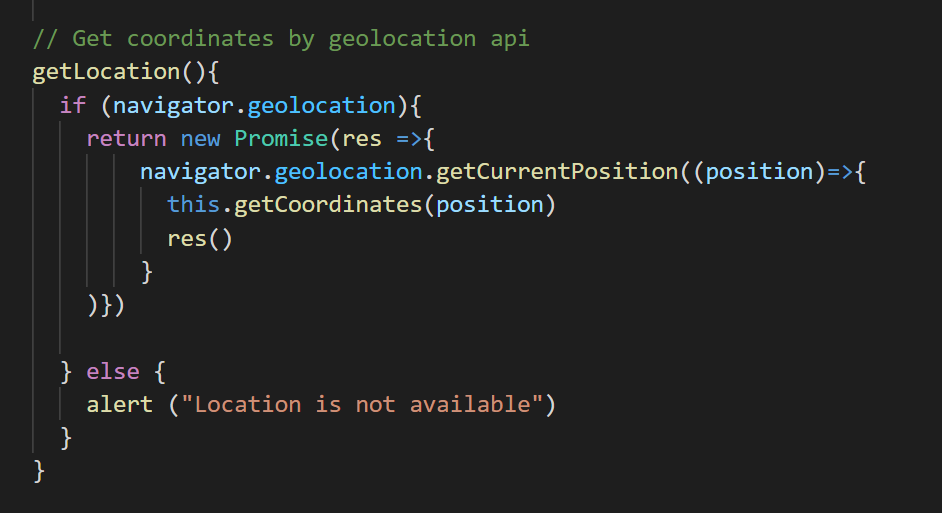 // Get coordinates by geolocation api
getLocation(){
if (navigator.geolocation){
return new Promise(res =>{
navigator.geolocation.getCurrentPosition((position)=>{
this.getCoordinates(position)
res()
}
)})
} else {
alert ("Location is not available")
}
}